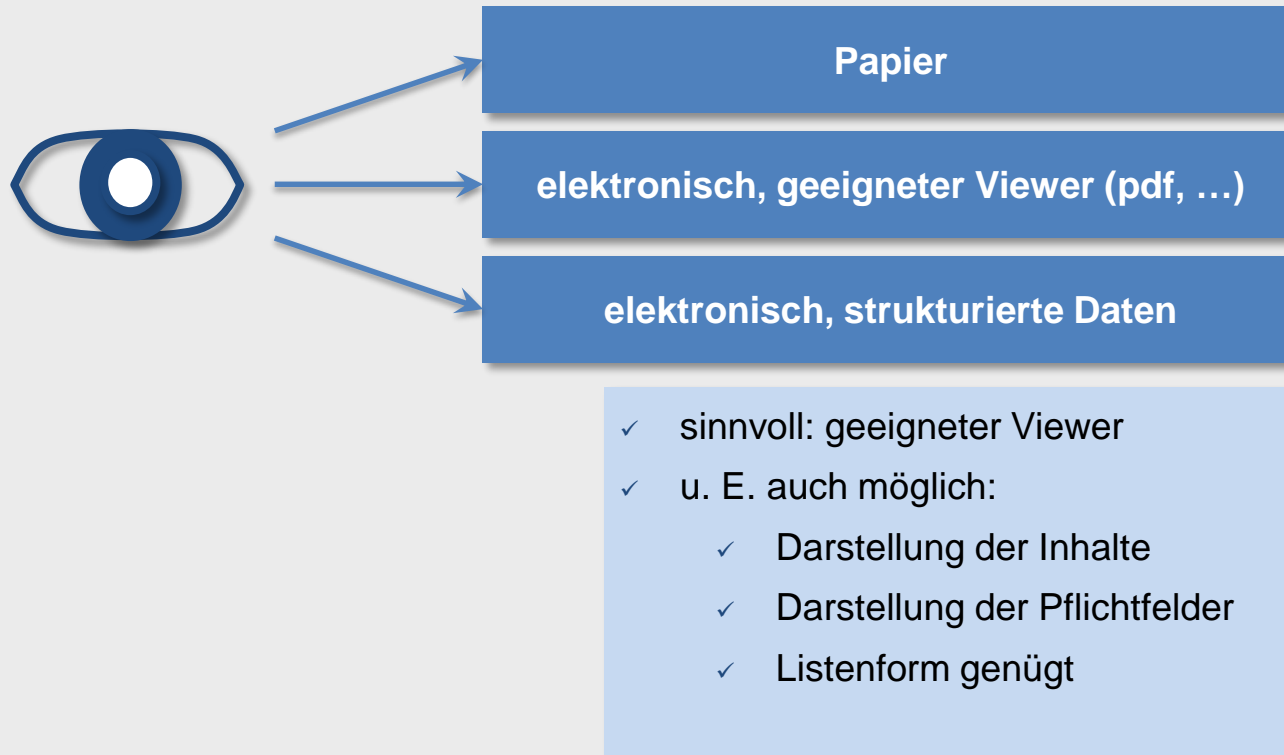 Papier
elektronisch, geeigneter Viewer (pdf, …)
elektronisch, strukturierte Daten
✓ sinnvoll: geeigneter Viewer
✓ u. E. auch möglich:
✓ Darstellung der Inhalte
✓ Darstellung der Pflichtfelder
✓ Listenform genügt